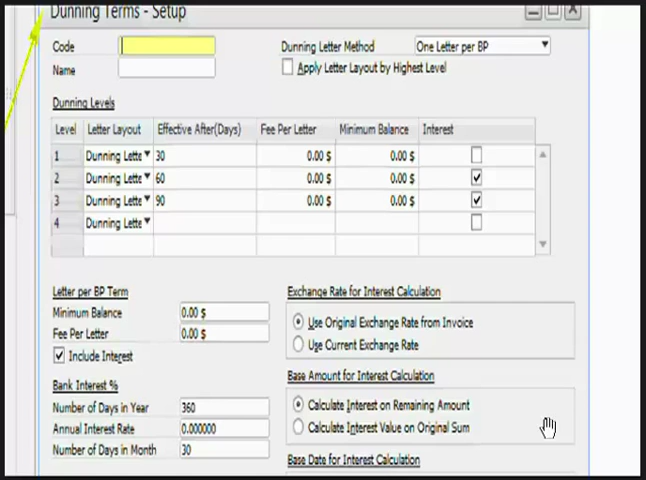 Dunning Terms - Setup
Code
Dunning Letter Method One Letter per BP
Name
Apply Letter Layout by Highest Level
Dunning Levels
Level Letter Layout Effective After(Days) Fee Per Letter Minimum Balance Interest
1 Dunning Lette 30 0.00 $ 0.00 $
2 Dunning Lette 60 0.00 $ 0.00 $
3 Dunning Lette 90 0.00 $ 0.00 $
4 Dunning Lette
Letter per BP Term
Minimum Balance 0.00 $
Fee Per Letter 0.00 $
Include Interest
Bank Interest %
Number of Days in Year 360
Annual Interest Rate 0.000000
Number of Days in Month 30
Exchange Rate for Interest Calculation
Use Original Exchange Rate from Invoice
Use Current Exchange Rate
Base Amount for Interest Calculation
Calculate Interest on Remaining Amount
Calculate Interest Value on Original Sum
Base Date for Interest Calculation